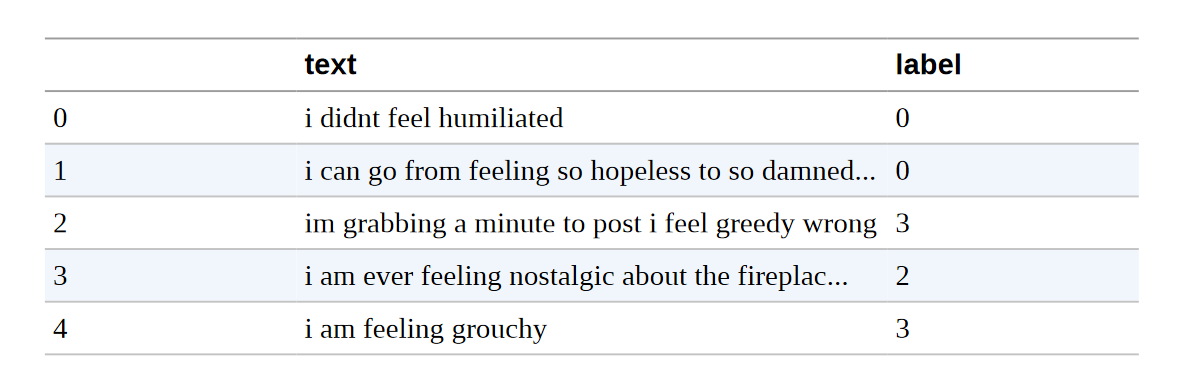 text label
0 i didnt feel humiliated 0
1 i can go from feeling so hopeless to so damned... 0
2 im grabbing a minute to post i feel greedy wrong 3
3 i am ever feeling nostalgic about the fireplac... 2
4 i am feeling grouchy 3